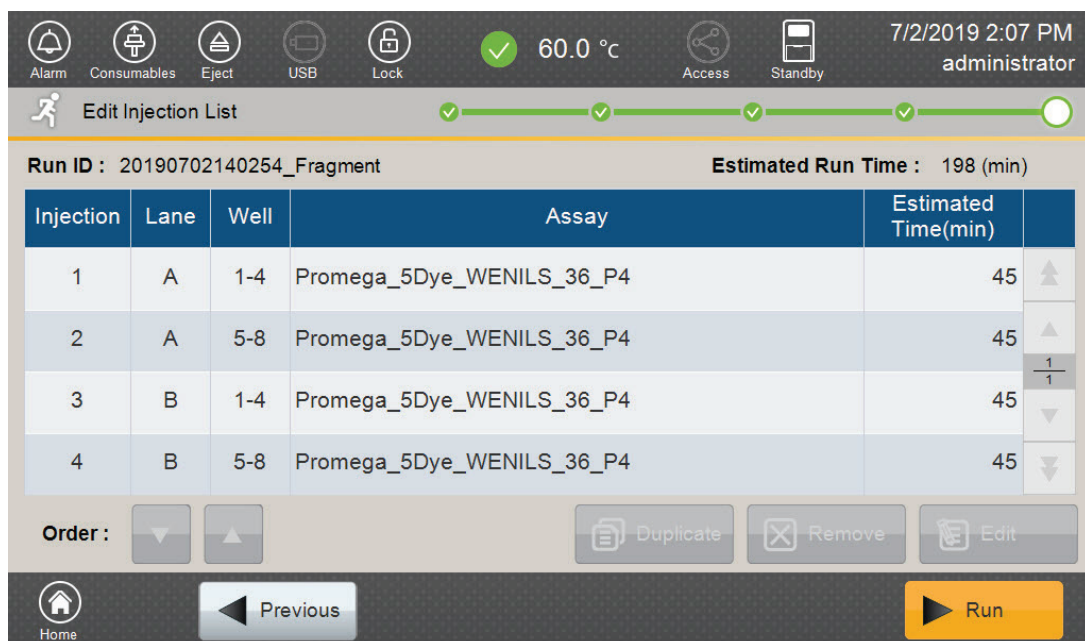 7/2/2019 2:07 PM
60.0 °c
administrator
Alarm Consumables Eject USB Lock Access Standby
Edit Injection List
Run ID : 20190702140254_Fragment Estimated Run Time : 198 (min)
Injection Lane Well Assay Estimated
Time(min)
1 A 1-4 Promega_5Dye_WENILS_36_P4 45
2 A 5-8 Promega_5Dye_WENILS_36_P4 45
1
1
3 B 1-4 Promega_5Dye_WENILS_36_P4 45
4 B 5-8 Promega_5Dye_WENILS_36_P4 45
Order : Duplicate Remove Edit
Previous Run
Home